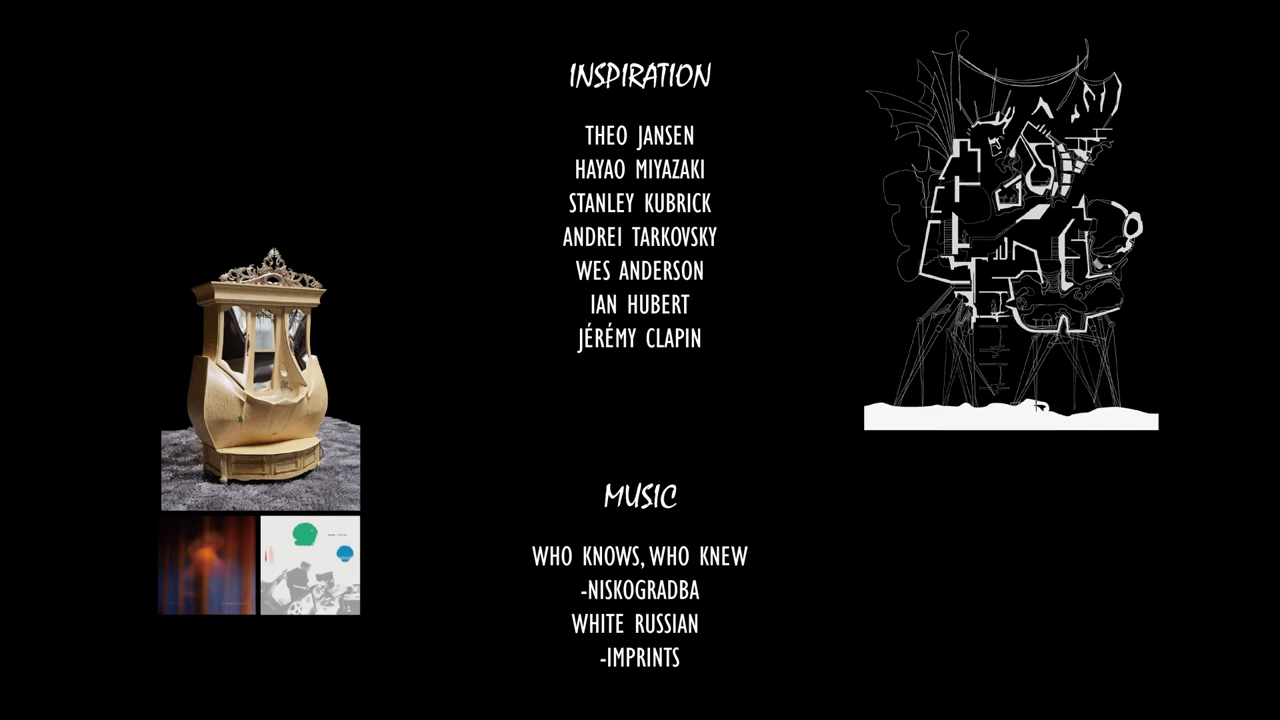 INSPIRATION
THEO JANSEN
HAYAO MIYAZAKI
STANLEY KUBRICK
ANDREI TARKOVSKY
WES ANDERSON
IAN HUBERT
JÉRÉMY CLAPIN
MUSIC
WHO KNOWS, WHO KNEW
-NISKOGRADBA
WHITE RUSSIAN
-IMPRINTS